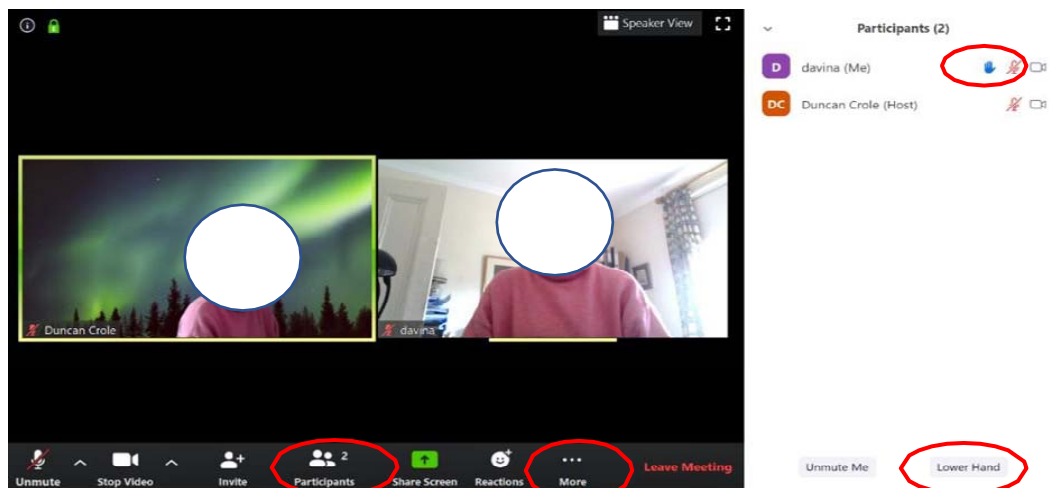 Speaker View
Participants (2)
D davina (Me)
DC Duncan Crole (Host)
Duncan Crole
davina
2
Unmute Stop Video Invite Participants Share Screen Reactions More Leave Meeting
Unmute Me Lower Hand